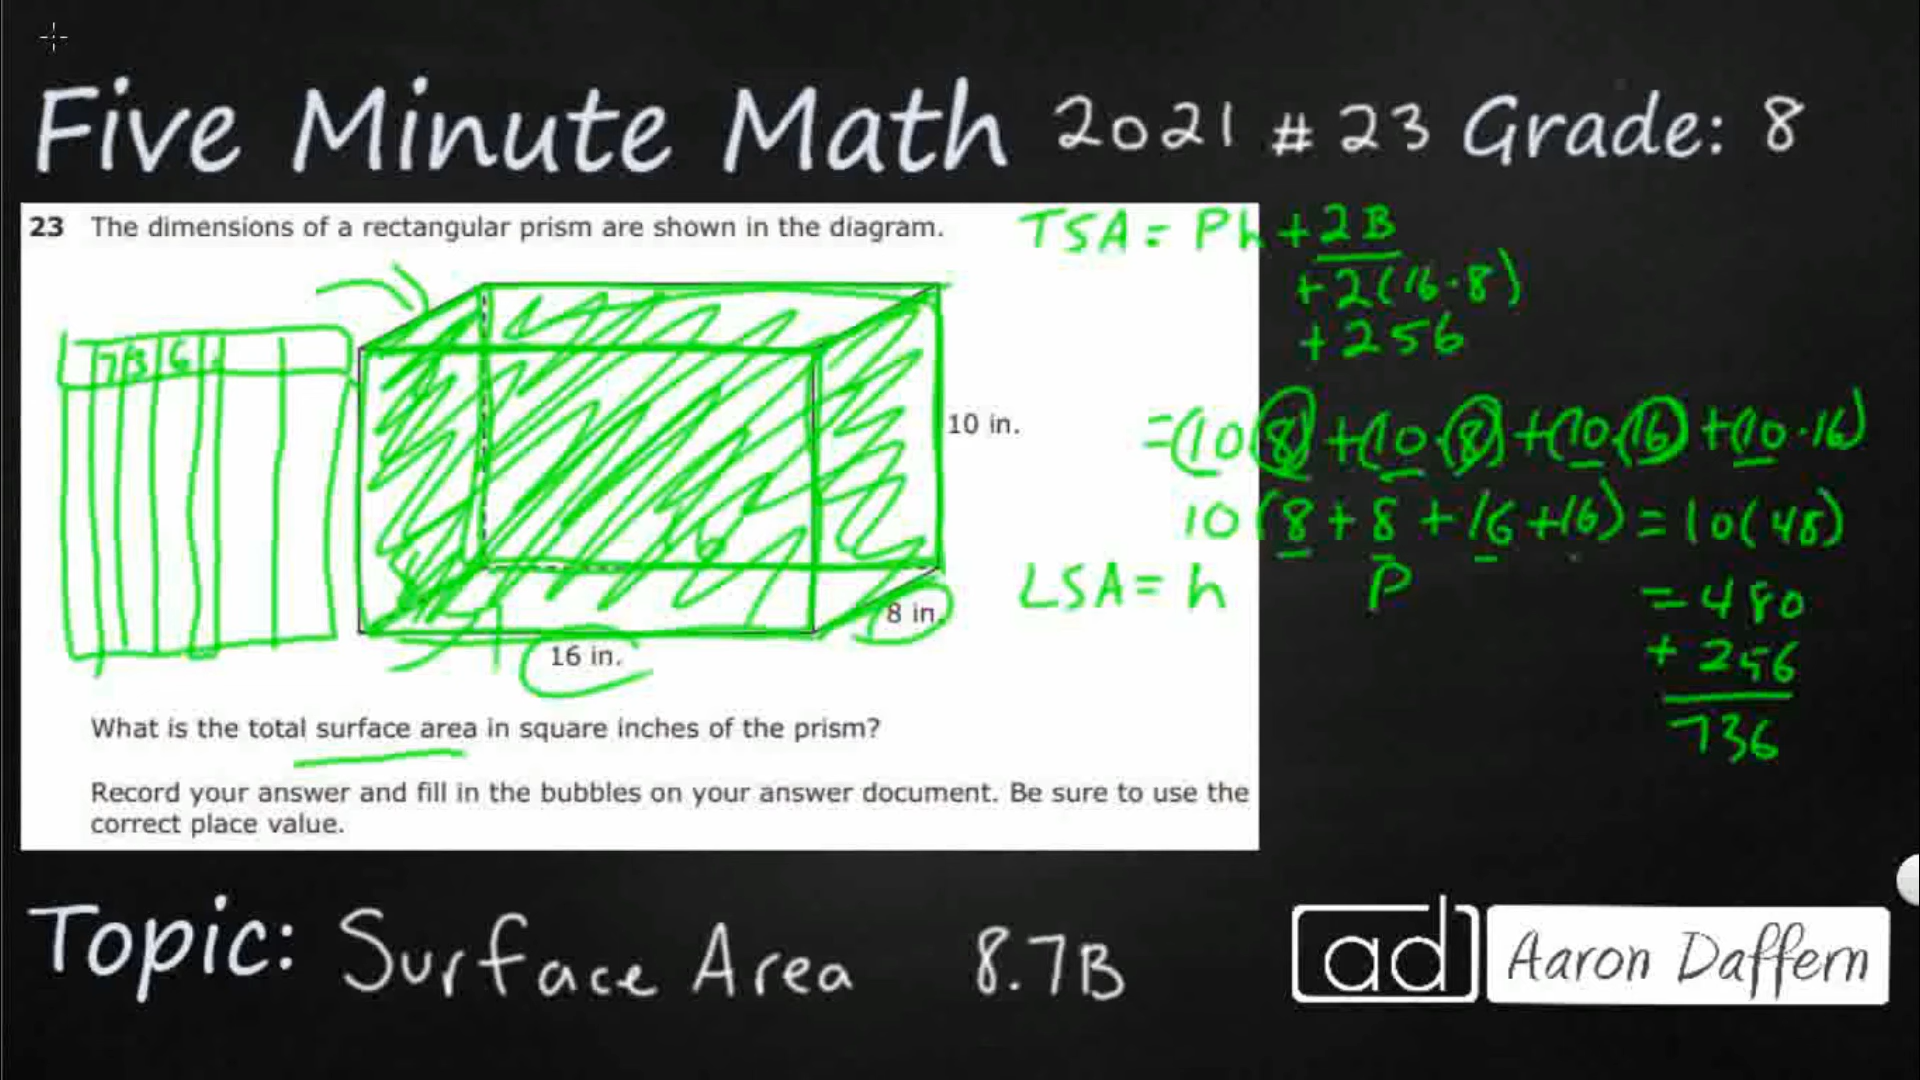 Five Minute Math 2021 # 23 Grade: 8
23 The dimensions of a rectangular prism are shown in the diagram.
10 in.
8 in.
16 in.
What is the total surface area in square inches of the prism?
Record your answer and fill in the bubbles on your answer document. Be sure to use the
correct place value.
736.
TSA = Ph + 2B
+2(16·8)
+256
=(10(8)+(10·(8)+(10·(16)+(10·16)
10(8+8+16+16)=10(48)
LSA = h P
=480
+256
736
Topic: Surface Area 8.7B
ad Aaron Daffern